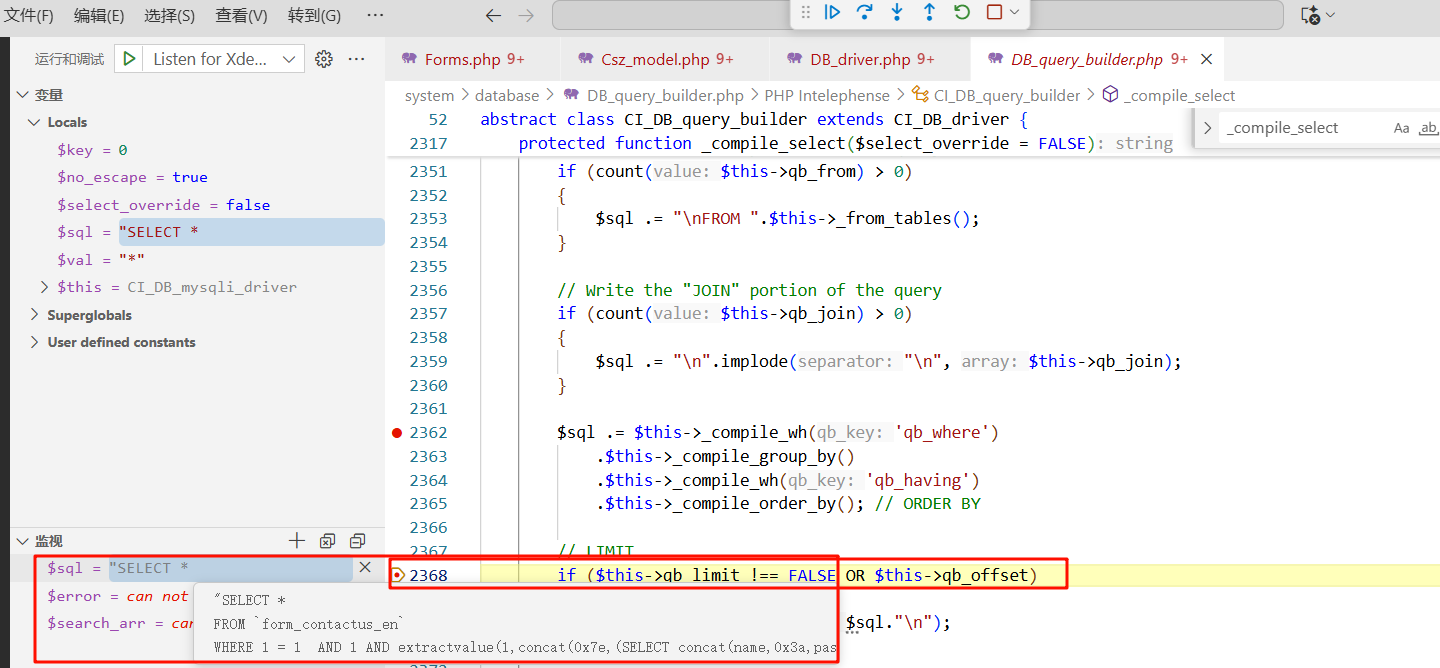 文件(F) 编辑(E) 选择(S) 查看(V) 转到(G) ···
运行和调试 Listen for Xde... ···
变量
Locals
$key = 0
$no_escape = true
$select_override = false
$sql = "SELECT *
$val = "*"
$this = CI_DB_mysqli_driver
Superglobals
User defined constants
监视
$sql = "SELECT *
$error = can not
$search_arr = can
"SELECT *
FROM `form_contactus_en`
WHERE 1 = 1  AND 1 AND extractvalue(1,concat(0x7e,(SELECT concat(name,0x3a,pas
Forms.php 9+ Csz_model.php 9+ DB_driver.php 9+ DB_query_builder.php 9+
system > database > DB_query_builder.php > PHP Intelephense > CI_DB_query_builder > _compile_select
_compile_select Aa ab
52 abstract class CI_DB_query_builder extends CI_DB_driver {
2317 protected function _compile_select($select_override = FALSE): string
2351 if (count(value: $this->qb_from) > 0)
2352 {
2353 $sql .= "\nFROM ".$this->_from_tables();
2354 }
2355
2356 // Write the "JOIN" portion of the query
2357 if (count(value: $this->qb_join) > 0)
2358 {
2359 $sql .= "\n".implode(separator: "\n", array: $this->qb_join);
2360 }
2361
2362 $sql .= $this->_compile_wh(qb_key: 'qb_where')
2363 .$this->_compile_group_by()
2364 .$this->_compile_wh(qb_key: 'qb_having')
2365 .$this->_compile_order_by(); // ORDER BY
2366
2367 // LIMIT
2368 if ($this->qb_limit !== FALSE OR $this->qb_offset)
$sql."\n");